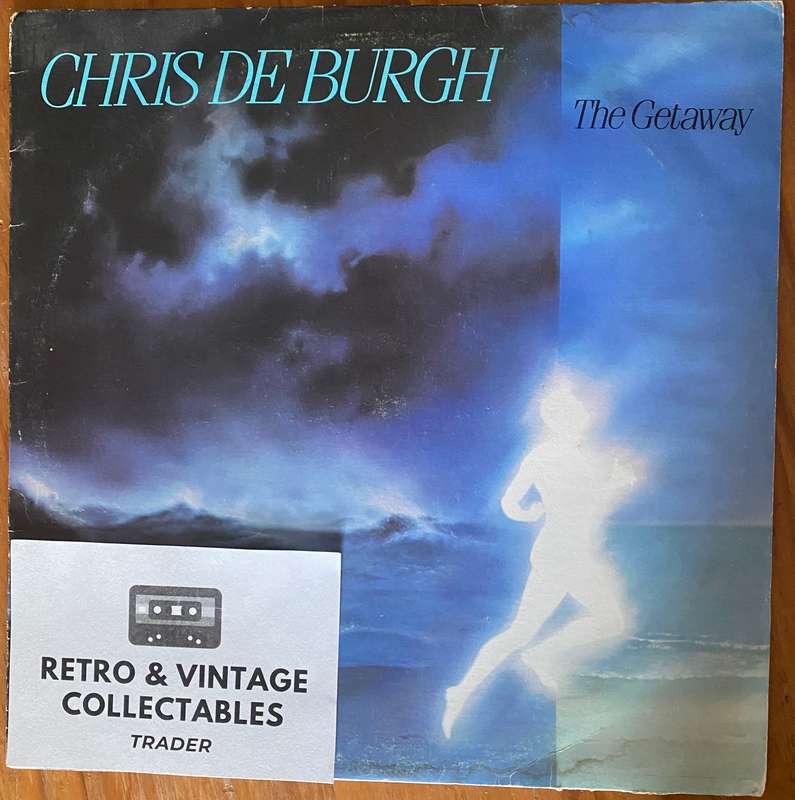 CHRIS DE BURGH
The Getaway
RETRO & VINTAGE
COLLECTABLES
TRADER